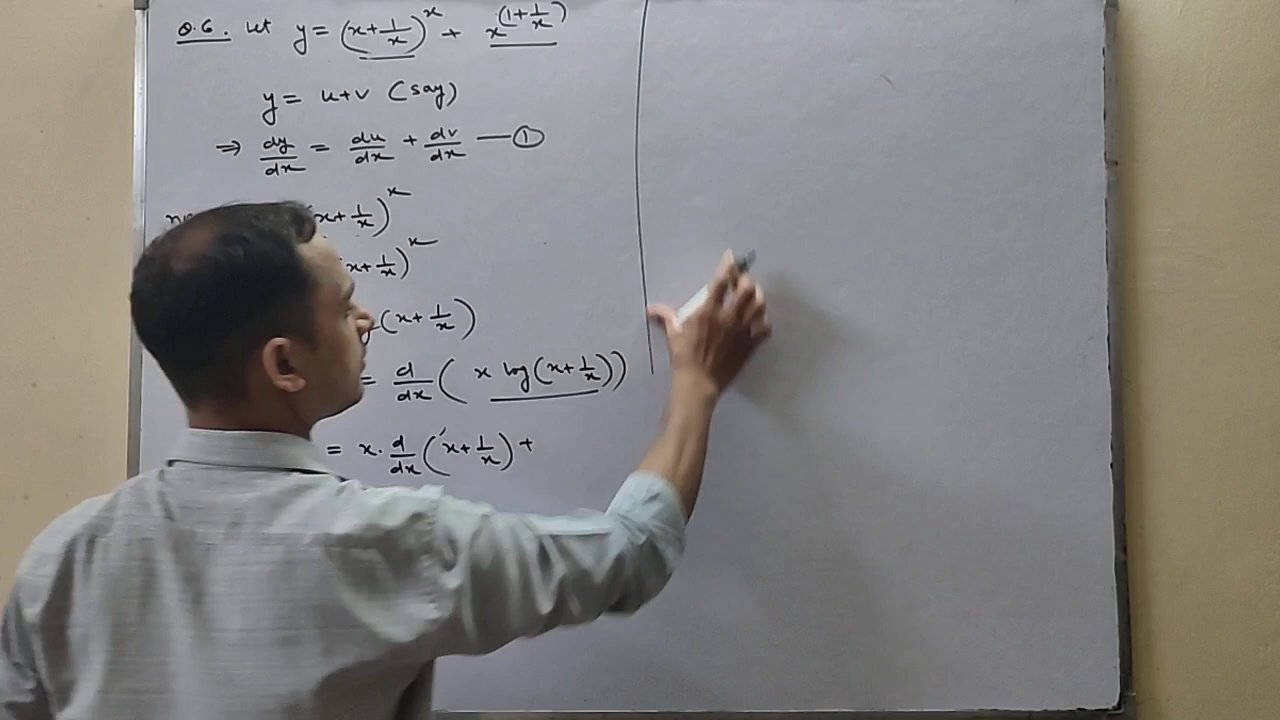 Q.6. Let y = (x+1/x)^x + x^(1+1/x)
y = u+v (say)
⇒ dy/dx = du/dx + dv/dx —①
x+1/x)^x
x+1/x)^x
(x+1/x)
= d/dx ( x log(x+1/x))
= x. d/dx (x+1/x) +